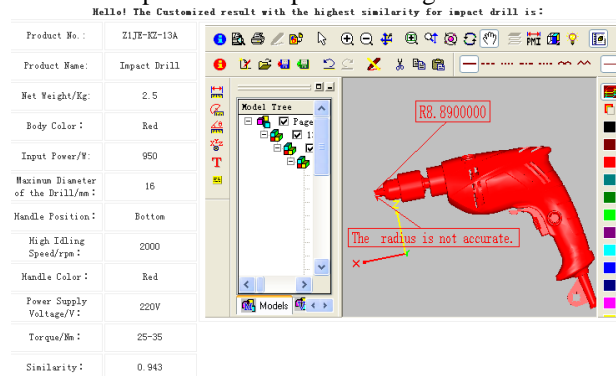 Hello! The Customized result with the highest similarity for impact drill is:
Product No.: Z1JE-KZ-13A
Product Name: Impact Drill
Net Weight/Kg: 2.5
Body Color: Red
Input Power/W: 950
Maximum Diameter
of the Drill/mm: 16
Handle Position: Bottom
High Idling
Speed/rpm: 2000
Handle Color: Red
Power Supply
Voltage/V: 220V
Torque/Nm: 25-35
Similarity: 0.943
PMI
Model Tree
Page
1
T
Models
R8.8900000
The radius is not accurate.